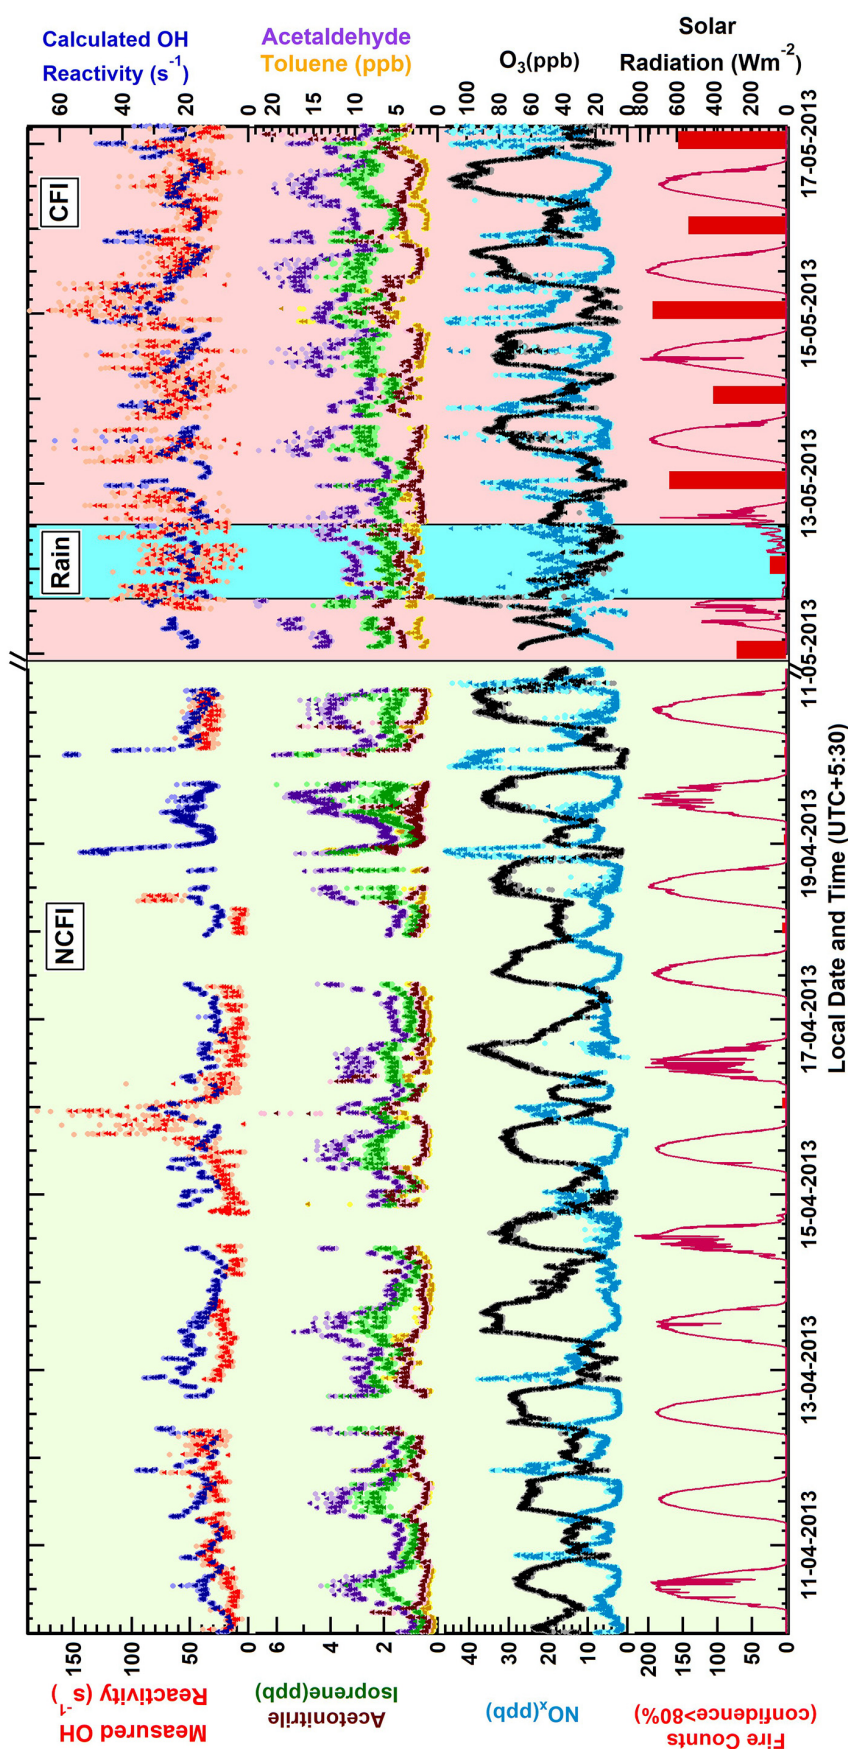 Calculated OH
Reactivity (s⁻¹)
60
40
20
0
Acetaldehyde
Toluene (ppb)
20
15
10
5
0
O₃(ppb)
100
80
60
40
20
0
Solar
Radiation (Wm⁻²)
800
600
400
200
0
NCFI
Rain
CFI
Measured OH
Reactivity (s⁻¹)
150
100
50
0
Acetonitrile
Isoprene(ppb)
6
4
2
0
NOₓ(ppb)
40
30
20
10
0
Fire Counts
(confidence>80%)
200
150
100
50
0
11-04-2013
13-04-2013
15-04-2013
17-04-2013
19-04-2013
11-05-2013
13-05-2013
15-05-2013
17-05-2013
Local Date and Time (UTC+5:30)